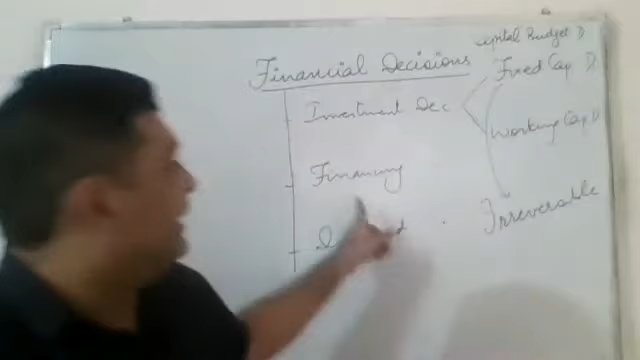 Capital Budget D
Financial Decisions
Fixed Cap D
Investment Dec
Working Cap D
Financing
Irreversable